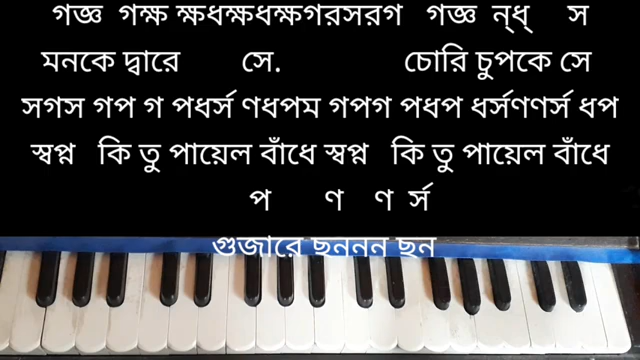 গজ্ঞ গক্ষ ক্ষধক্ষধক্ষগরসরগ গজ্ঞ ন্ধ্ স
মনকে দ্বারে সে. চোরি চুপকে সে
সগস গপ গ পধর্স ণধপম গপগ পধপ ধর্সণণর্স ধপ
স্বপ্ন কি তু পায়েল বাঁধে স্বপ্ন কি তু পায়েল বাঁধে
প ণ ণ র্স
গুজারে ছনননন ছন